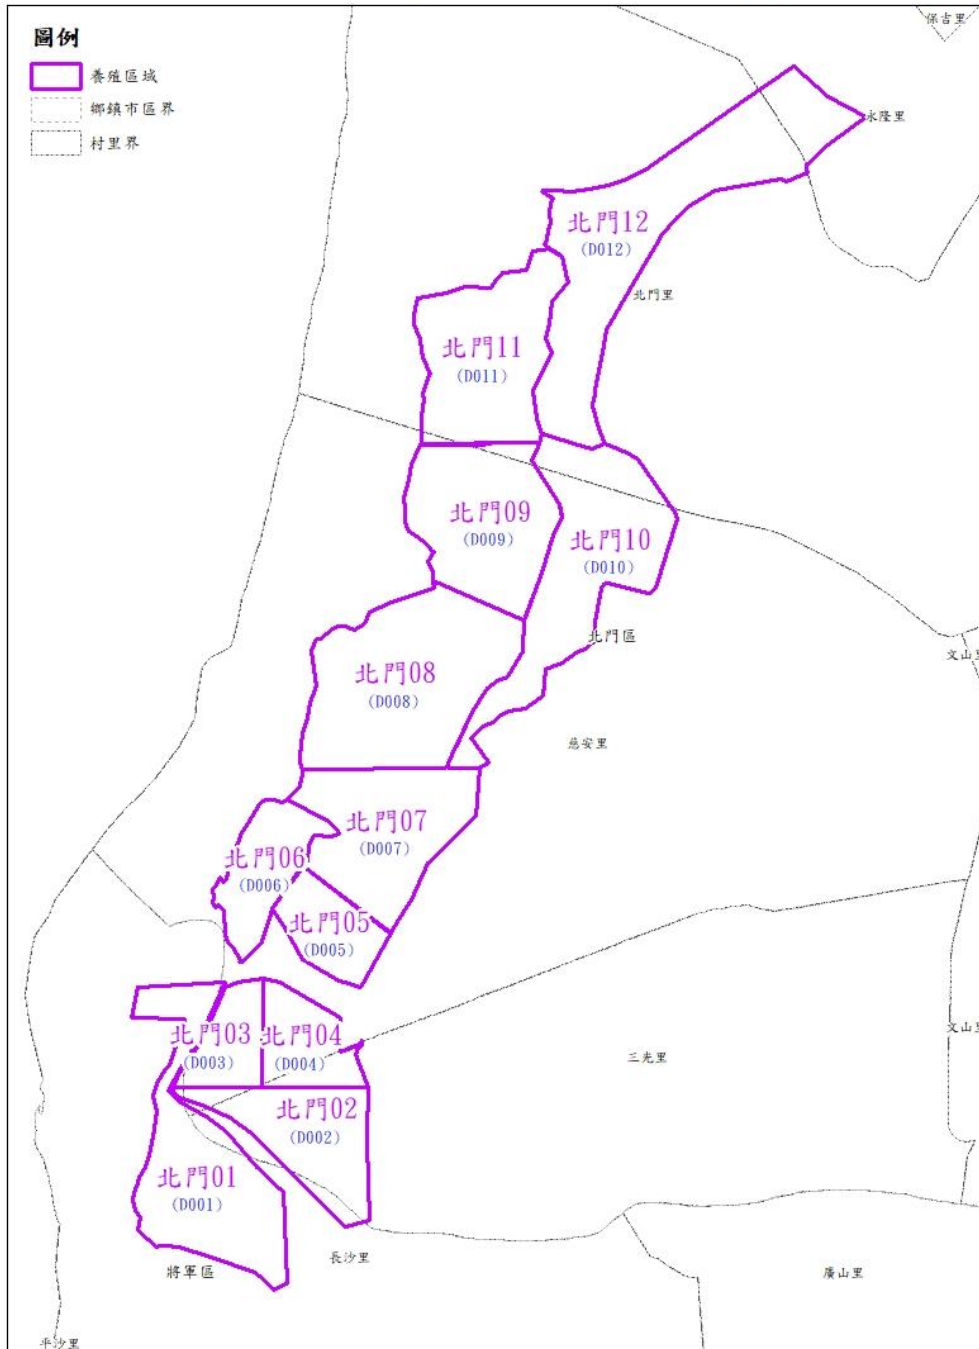 圖例
養殖區域
鄉鎮市區界
村里界
保吉里
永隆里
北門12
(D012)
北門里
北門11
(D011)
北門09
(D009)
北門10
(D010)
北門區
文山里
北門08
(D008)
慈安里
北門07
(D007)
北門06
(D006)
北門05
(D005)
北門03
(D003)
北門04
(D004)
文山里
三光里
北門02
(D002)
北門01
(D001)
長沙里
將軍區
廣山里
平沙里